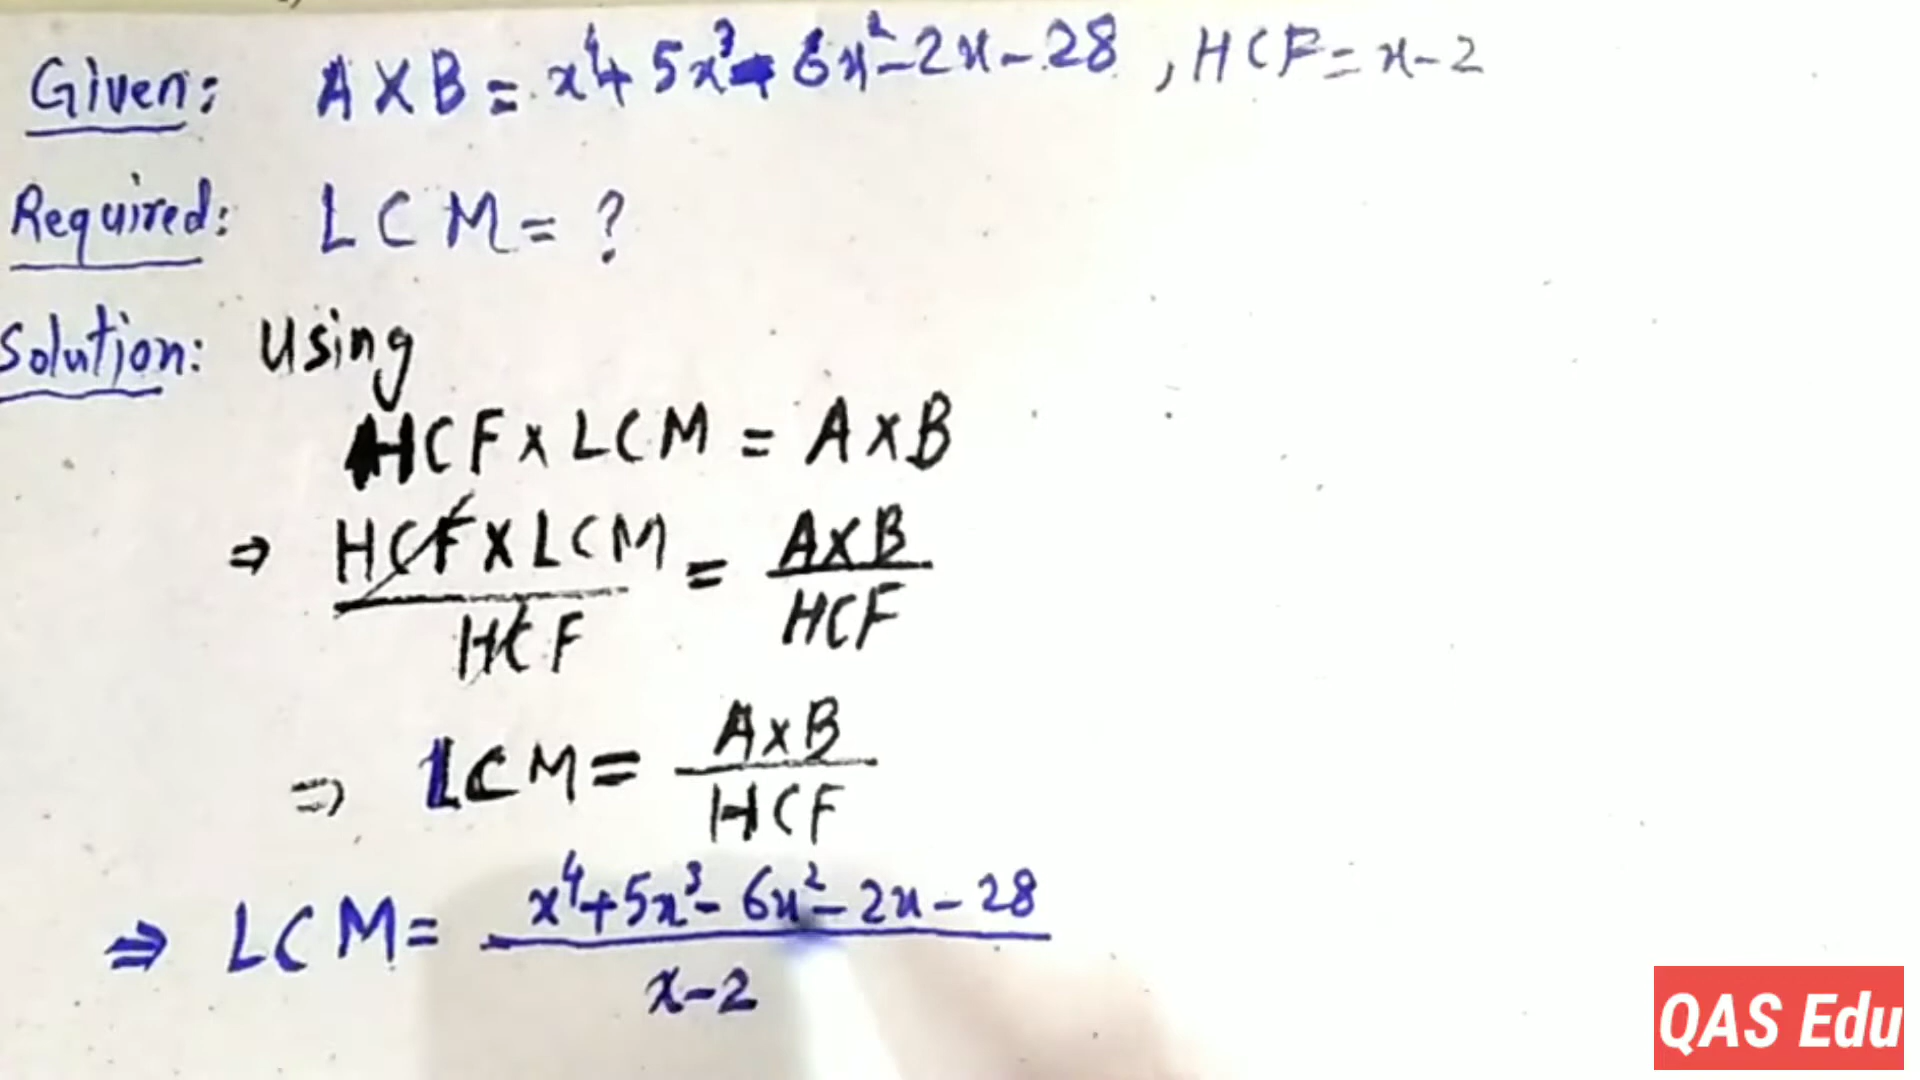 Given: A X B = x⁴ + 5x³ - 6x² - 2x - 28 , HCF = x - 2
Required: LCM = ?
Solution: Using
HCF x LCM = A x B
⇒ HCF x LCM / HCF = A x B / HCF
⇒ LCM = A x B / HCF
⇒ LCM = x⁴ + 5x³ - 6x² - 2x - 28 / x - 2
QAS Edu